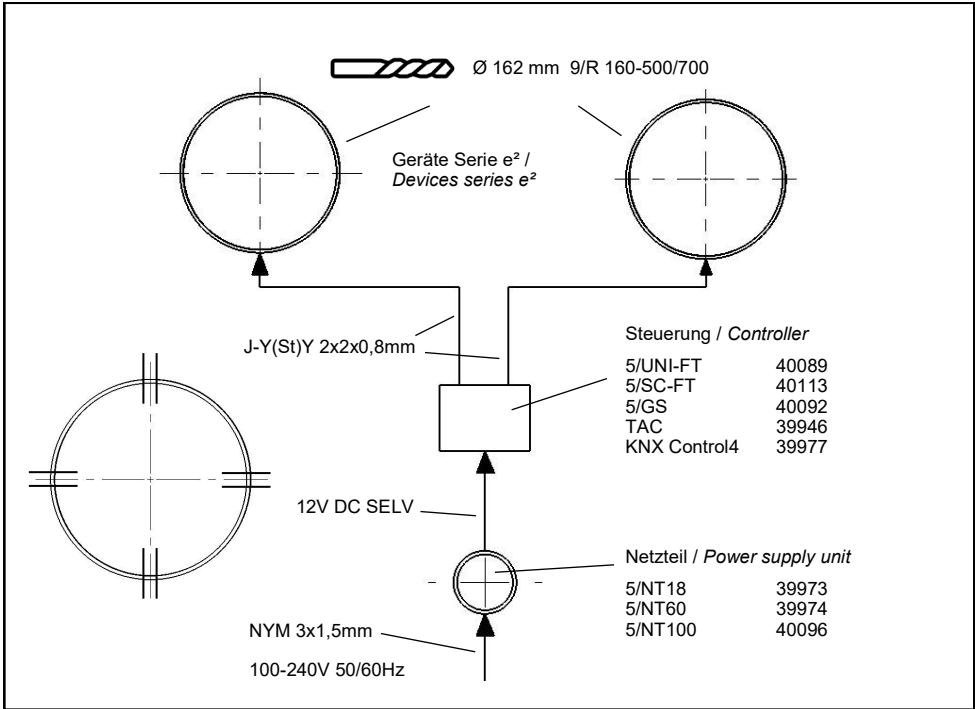 Ø 162 mm 9/R 160-500/700
Geräte Serie e² /
Devices series e²
J-Y(St)Y 2x2x0,8mm
Steuerung / Controller
5/UNI-FT 40089
5/SC-FT 40113
5/GS 40092
TAC 39946
KNX Control4 39977
12V DC SELV
Netzteil / Power supply unit
5/NT18 39973
5/NT60 39974
5/NT100 40096
NYM 3x1,5mm
100-240V 50/60Hz